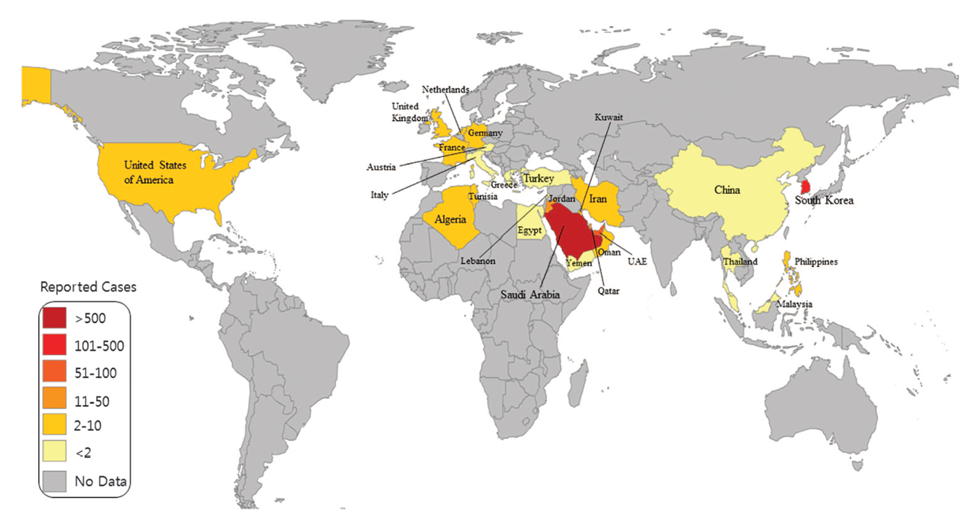 Netherlands
United
Kingdom
Germany
France
Kuwait
Austria
Italy
Greece
Turkey
Tunisia
Jordan
Iran
China
South Korea
United States
of America
Algeria
Egypt
Lebanon
Yemen
Oman
UAE
Thailand
Philippines
Saudi Arabia
Qatar
Malaysia
Reported Cases
>500
101-500
51-100
11-50
2-10
<2
No Data